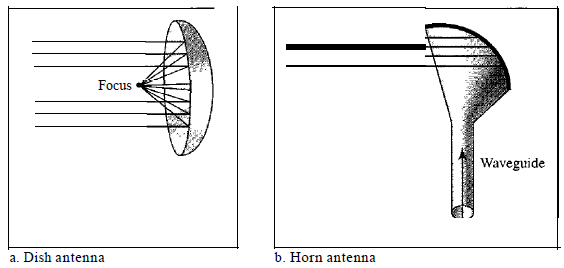 Focus
Waveguide
a. Dish antenna
b. Horn antenna